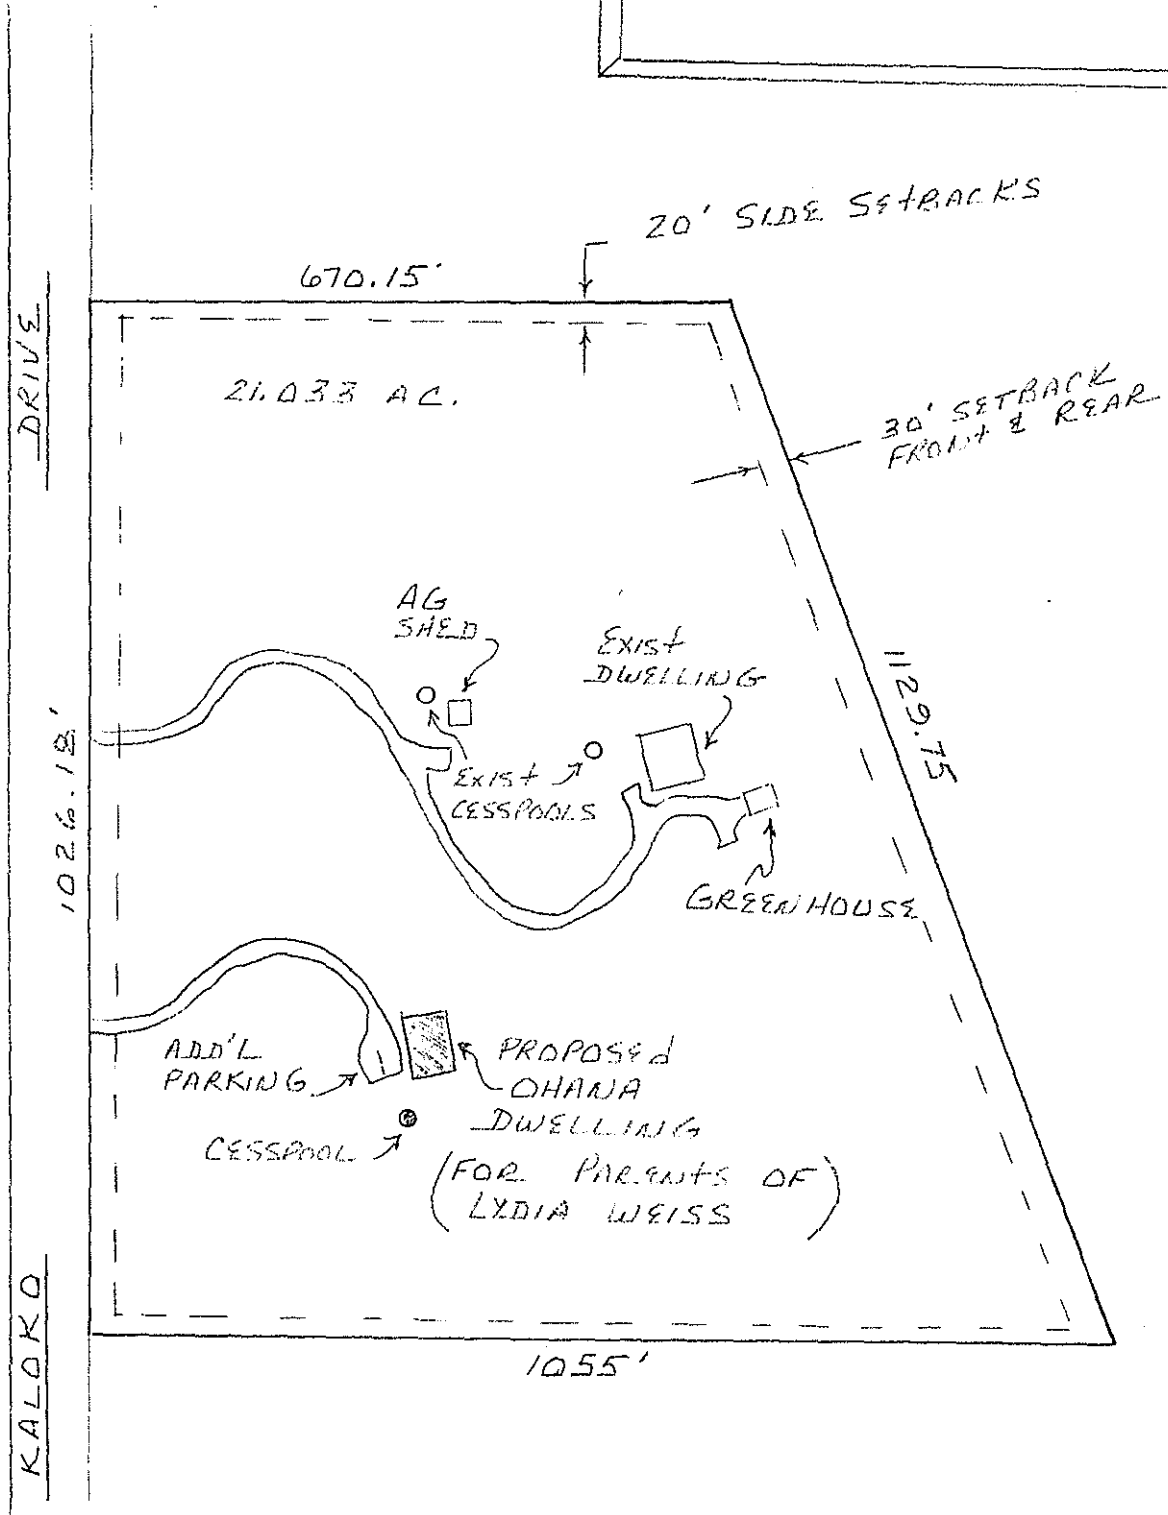 20' SIDE SETBACKS
670.15'
DRIVE
21.033 AC.
30' SETBACK
FRONT & REAR
AG
SHED
EXIST
DWELLING
1129.75
EXIST
CESSPOOLS
1026.18'
GREENHOUSE
ADD'L
PARKING
PROPOSEd
OHANA
DWELLING
CESSPOOL
(FOR PARENTS OF
LYDIA WEISS)
KALOKO
1055'